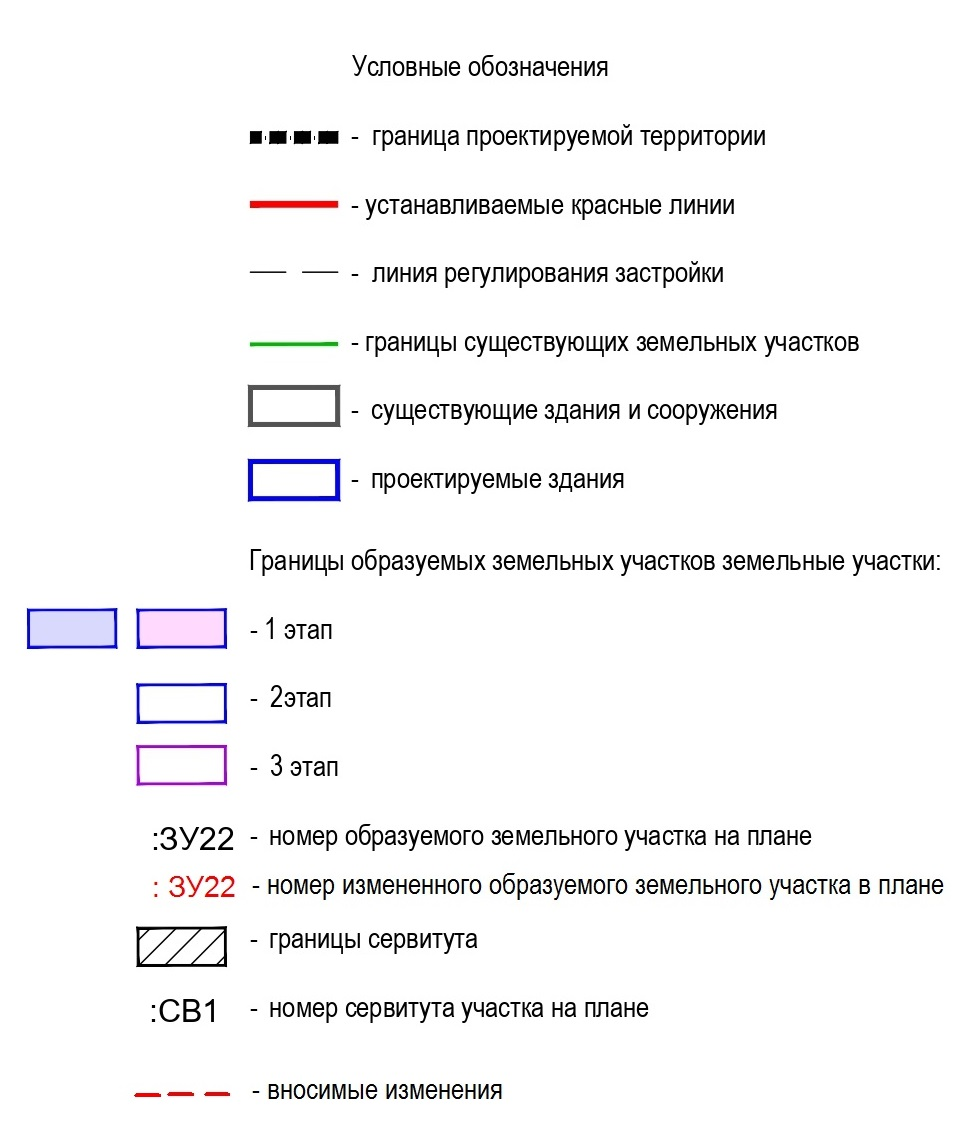 Условные обозначения
- граница проектируемой территории
- устанавливаемые красные линии
- линия регулирования застройки
- границы существующих земельных участков
- существующие здания и сооружения
- проектируемые здания
Границы образуемых земельных участков земельные участки:
- 1 этап
- 2этап
- 3 этап
:ЗУ22 - номер образуемого земельного участка на плане
: ЗУ22 - номер измененного образуемого земельного участка в плане
- границы сервитута
:СВ1 - номер сервитута участка на плане
- вносимые изменения